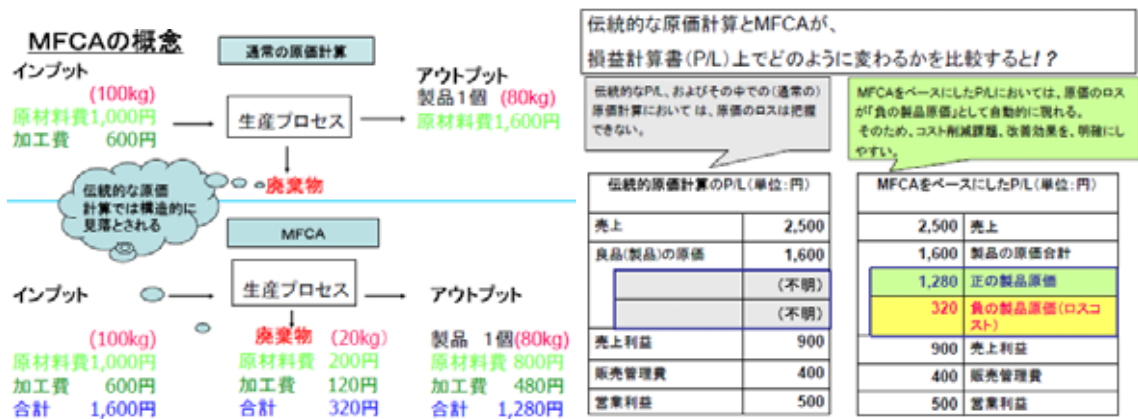 MFCAの概念
通常の原価計算
インプット
(100kg)
原材料費1,000円
加工費 600円
生産プロセス
アウトプット
製品1個 (80kg)
原材料費1,600円
廃棄物
伝統的な原価
計算では構造的に
見落とされる
MFCA
インプット
(100kg)
原材料費1,000円
加工費 600円
合計 1,600円
生産プロセス
廃棄物 (20kg)
原材料費 200円
加工費 120円
合計 320円
アウトプット
製品 1個(80kg)
原材料費 800円
加工費 480円
合計 1,280円
伝統的な原価計算とMFCAが、
損益計算書(P/L)上でどのように変わるかを比較すると!?
伝統的なP/L、およびその中での(通常の)
原価計算において は、原価のロスは把握
できない。
MFCAをベースにしたP/Lにおいては、原価のロス
が「負の製品原価」として自動的に現れる。
そのため、コスト削減課題、改善効果を、明確にし
やすい。
伝統的原価計算のP/L(単位:円)
売上 2,500
良品(製品)の原価 1,600
(不明)
(不明)
売上利益 900
販売管理費 400
営業利益 500
MFCAをベースにしたP/L(単位:円)
2,500 売上
1,600 製品の原価合計
1,280 正の製品原価
320 負の製品原価(ロスコ
スト)
900 売上利益
400 販売管理費
500 営業利益